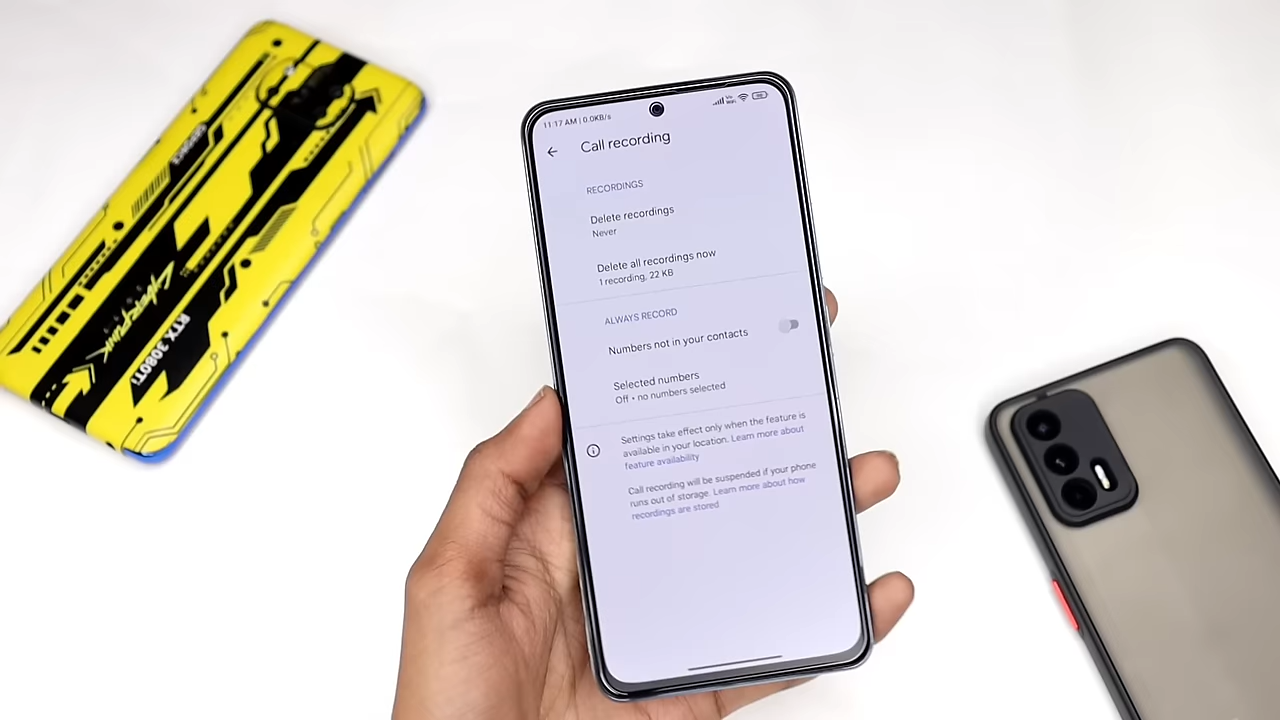 11:17 AM | 0.0KB/s
Call recording
RECORDINGS
Delete recordings
Never
Delete all recordings now
1 recording, 22 KB
ALWAYS RECORD
Numbers not in your contacts
Selected numbers
Off • no numbers selected
Settings take effect only when the feature is
available in your location. Learn more about
feature availability
Call recording will be suspended if your phone
runs out of storage. Learn more about how
recordings are stored
Cyberpunk
RTX 3080Ti